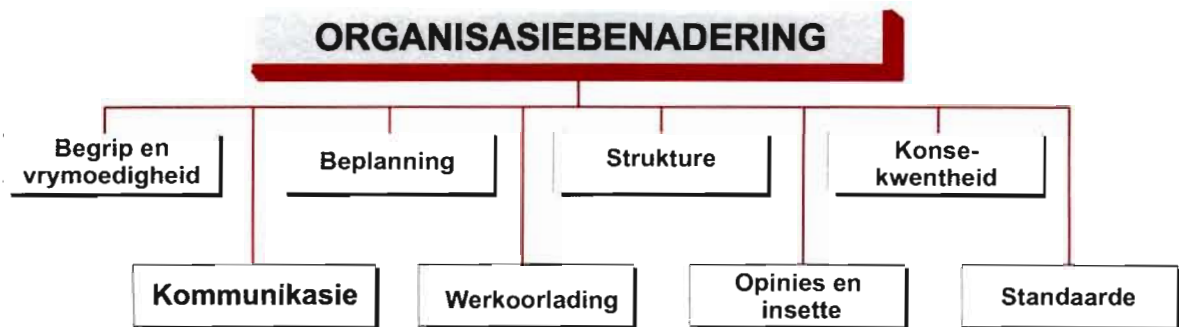 ORGANISASIEBENADERING
Begrip en
vrymoedigheid
Beplanning
Strukture
Konse-
kwentheid
Kommunikasie
Werkoorlading
Opinies en
insette
Standaarde